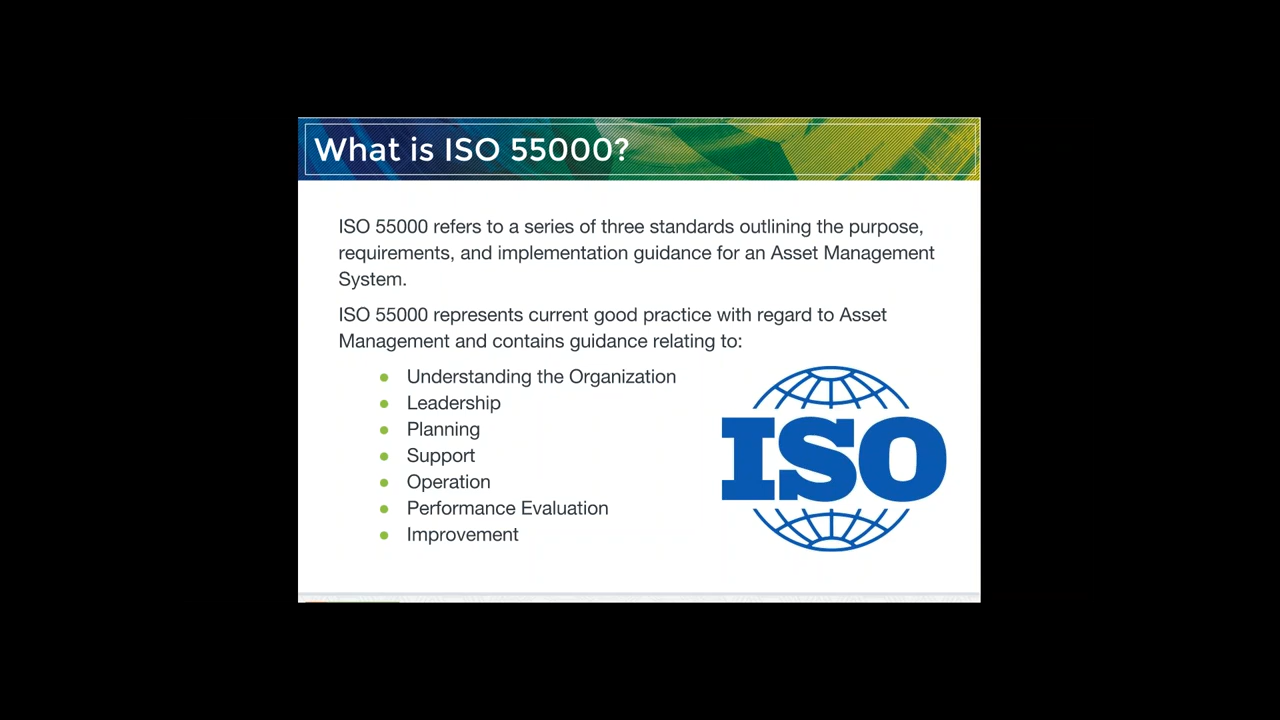 What is ISO 55000?
ISO 55000 refers to a series of three standards outlining the purpose,
requirements, and implementation guidance for an Asset Management
System.
ISO 55000 represents current good practice with regard to Asset
Management and contains guidance relating to:
● Understanding the Organization
● Leadership
● Planning
● Support
● Operation
● Performance Evaluation
● Improvement
ISO